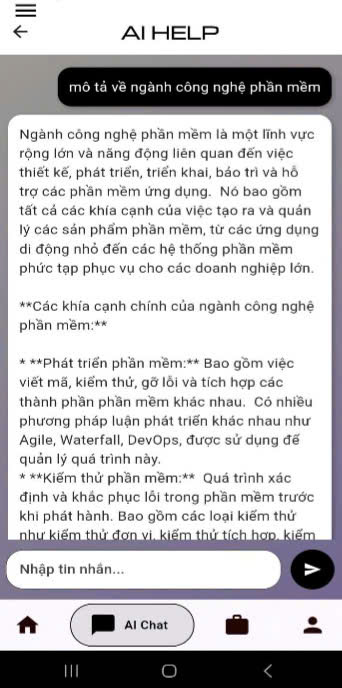 AI HELP
mô tả về ngành công nghệ phần mềm
Ngành công nghệ phần mềm là một lĩnh vực
rộng lớn và năng động liên quan đến việc
thiết kế, phát triển, triển khai, bảo trì và hỗ
trợ các phần mềm ứng dụng.  Nó bao gồm
tất cả các khía cạnh của việc tạo ra và quản
lý các sản phẩm phần mềm, từ các ứng dụng
di động nhỏ đến các hệ thống phần mềm
phức tạp phục vụ cho các doanh nghiệp lớn.
**Các khía cạnh chính của ngành công nghệ
phần mềm:**
* **Phát triển phần mềm:** Bao gồm việc
viết mã, kiểm thử, gỡ lỗi và tích hợp các
thành phần phần mềm khác nhau.  Có nhiều
phương pháp luận phát triển khác nhau như
Agile, Waterfall, DevOps, được sử dụng để
quản lý quá trình này.
* **Kiểm thử phần mềm:**  Quá trình xác
định và khắc phục lỗi trong phần mềm trước
khi phát hành. Bao gồm các loại kiểm thử
như kiểm thử đơn vị, kiểm thử tích hợp, kiểm
Nhập tin nhắn...
AI Chat